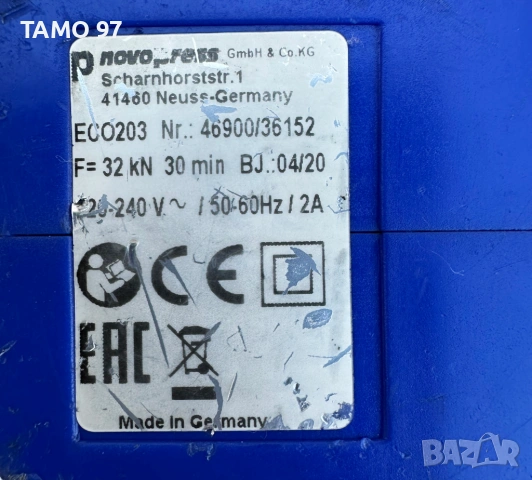 TAMO 97
novopress GmbH & Co.KG
Scharnhorststr.1
41460 Neuss-Germany
ECO203 Nr.: 46900/36152
F= 32 kN 30 min BJ.:04/20
220-240 V ~ / 50-60Hz / 2A
CE
EAC
Made In Germany
BAZAR